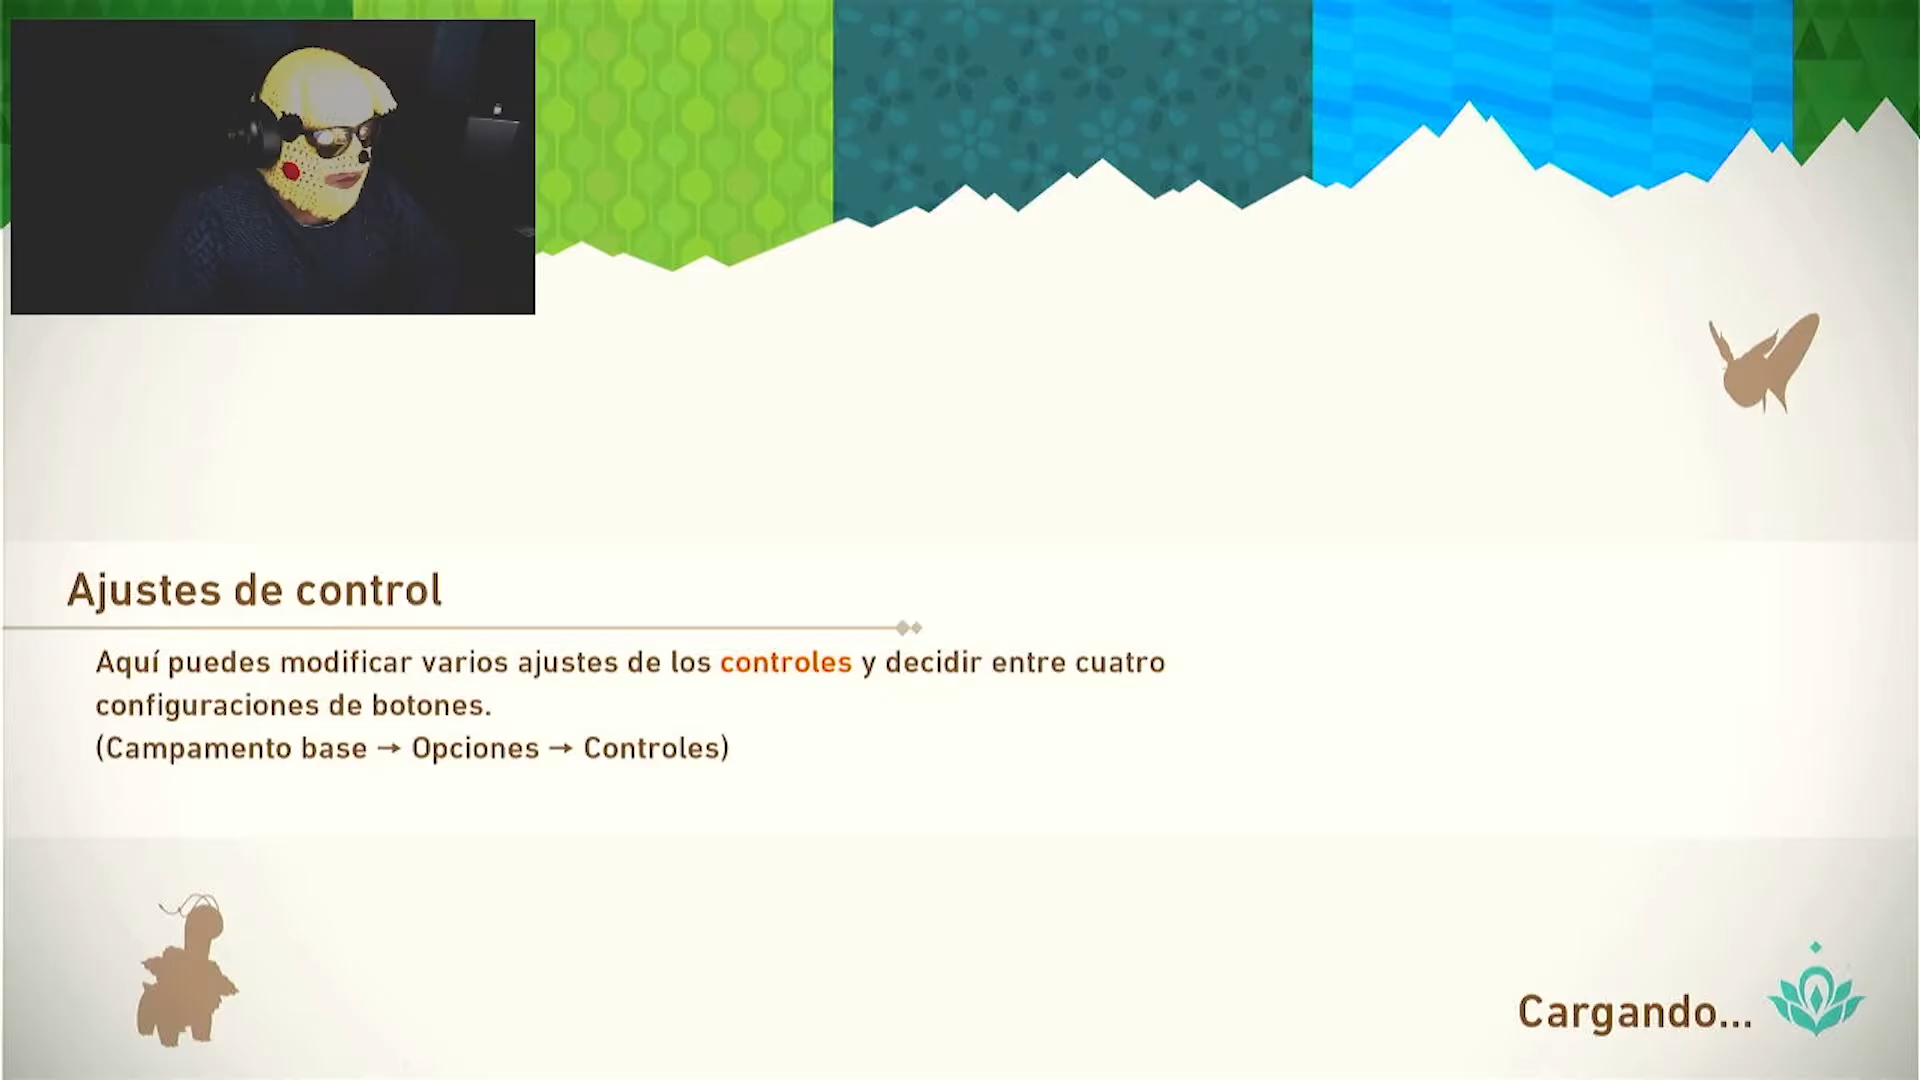 Ajustes de control
Aquí puedes modificar varios ajustes de los controles y decidir entre cuatro
configuraciones de botones.
(Campamento base → Opciones → Controles)
Cargando...